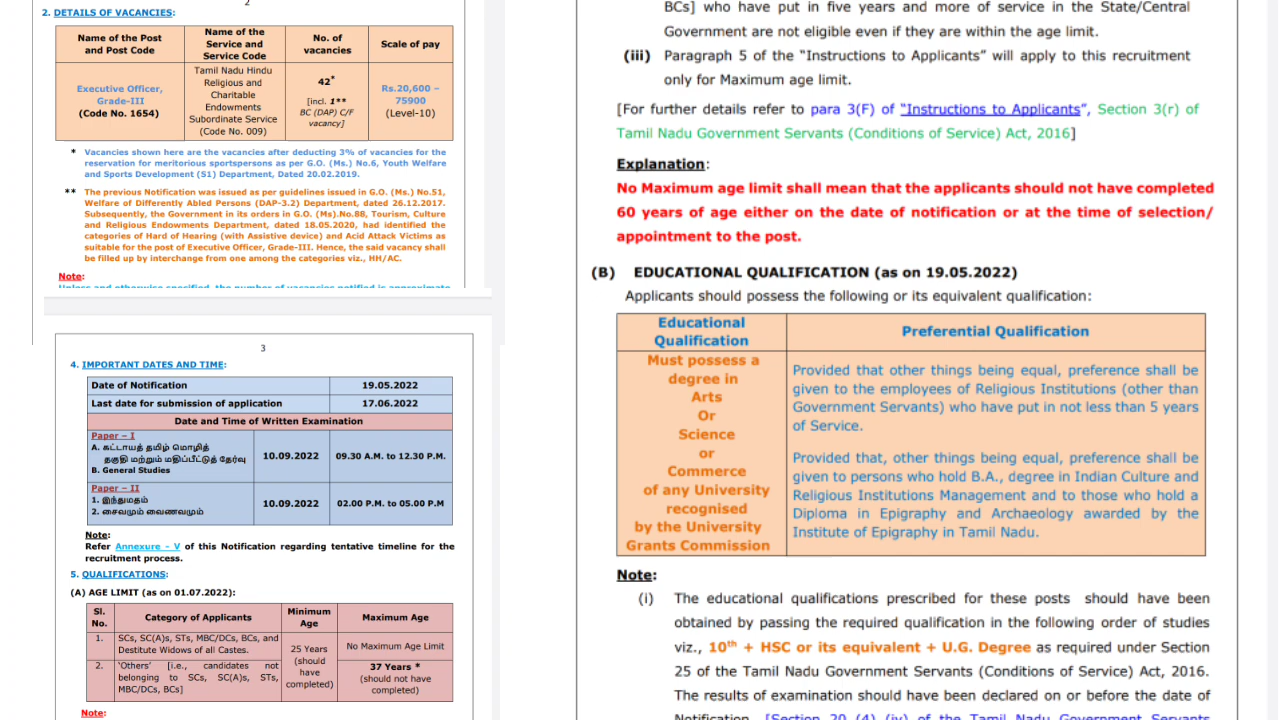 2
2. DETAILS OF VACANCIES:
Name of the Post and Post Code
Name of the Service and Service Code
No. of vacancies
Scale of pay
Executive Officer, Grade-III
(Code No. 1654)
Tamil Nadu Hindu
Religious and
Charitable
Endowments
Subordinate Service
(Code No. 009)
42*
[incl. 1**
BC (DAP) C/F
vacancy]
Rs.20,600 –
75900
(Level-10)
* Vacancies shown here are the vacancies after deducting 3% of vacancies for the
reservation for meritorious sportspersons as per G.O. (Ms.) No.6, Youth Welfare
and Sports Development (S1) Department, Dated 20.02.2019.
** The previous Notification was issued as per guidelines issued in G.O. (Ms.) No.51,
Welfare of Differently Abled Persons (DAP-3.2) Department, dated 26.12.2017.
Subsequently, the Government in its orders in G.O. (Ms).No.88, Tourism, Culture
and Religious Endowments Department, dated 18.05.2020, had identified the
categories of Hard of Hearing (with Assistive device) and Acid Attack Victims as
suitable for the post of Executive Officer, Grade-III. Hence, the said vacancy shall
be filled up by interchange from one among the categories viz., HH/AC.
Note:
Unless and otherwise specified, the number of vacancies notified is approximate
3
4. IMPORTANT DATES AND TIME:
Date of Notification 19.05.2022
Last date for submission of application 17.06.2022
Date and Time of Written Examination
Paper – I
A. கட்டாயத் தமிழ் மொழித்
தகுதி மற்றும் மதிப்பீட்டுத் தேர்வு
B. General Studies
10.09.2022
09.30 A.M. to 12.30 P.M.
Paper – II
1. இந்துமதம்
2. சைவமும் வைணவமும்
10.09.2022
02.00 P.M. to 05.00 P.M
Note:
Refer Annexure – V of this Notification regarding tentative timeline for the
recruitment process.
5. QUALIFICATIONS:
(A) AGE LIMIT (as on 01.07.2022):
Sl. No.
Category of Applicants
Minimum Age
Maximum Age
1.
SCs, SC(A)s, STs, MBC/DCs, BCs, and
Destitute Widows of all Castes.
25 Years
(should
have
completed)
No Maximum Age Limit
2.
'Others' [i.e., candidates not
belonging to SCs, SC(A)s, STs,
MBC/DCs, BCs]
37 Years *
(should not have
completed)
Note:
BCs] who have put in five years and more of service in the State/Central
Government are not eligible even if they are within the age limit.
(iii) Paragraph 5 of the "Instructions to Applicants" will apply to this recruitment
only for Maximum age limit.
[For further details refer to para 3(F) of "Instructions to Applicants", Section 3(r) of
Tamil Nadu Government Servants (Conditions of Service) Act, 2016]
Explanation:
No Maximum age limit shall mean that the applicants should not have completed
60 years of age either on the date of notification or at the time of selection/
appointment to the post.
(B) EDUCATIONAL QUALIFICATION (as on 19.05.2022)
Applicants should possess the following or its equivalent qualification:
Educational
Qualification
Preferential Qualification
Must possess a
degree in
Arts
Or
Science
or
Commerce
of any University
recognised
by the University
Grants Commission
Provided that other things being equal, preference shall be
given to the employees of Religious Institutions (other than
Government Servants) who have put in not less than 5 years
of Service.
Provided that, other things being equal, preference shall be
given to persons who hold B.A., degree in Indian Culture and
Religious Institutions Management and to those who hold a
Diploma in Epigraphy and Archaeology awarded by the
Institute of Epigraphy in Tamil Nadu.
Note:
(i) The educational qualifications prescribed for these posts should have been
obtained by passing the required qualification in the following order of studies
viz., 10th + HSC or its equivalent + U.G. Degree as required under Section
25 of the Tamil Nadu Government Servants (Conditions of Service) Act, 2016.
The results of examination should have been declared on or before the date of
Notification. [Section 20 (4) (iv) of the Tamil Nadu Government Servants